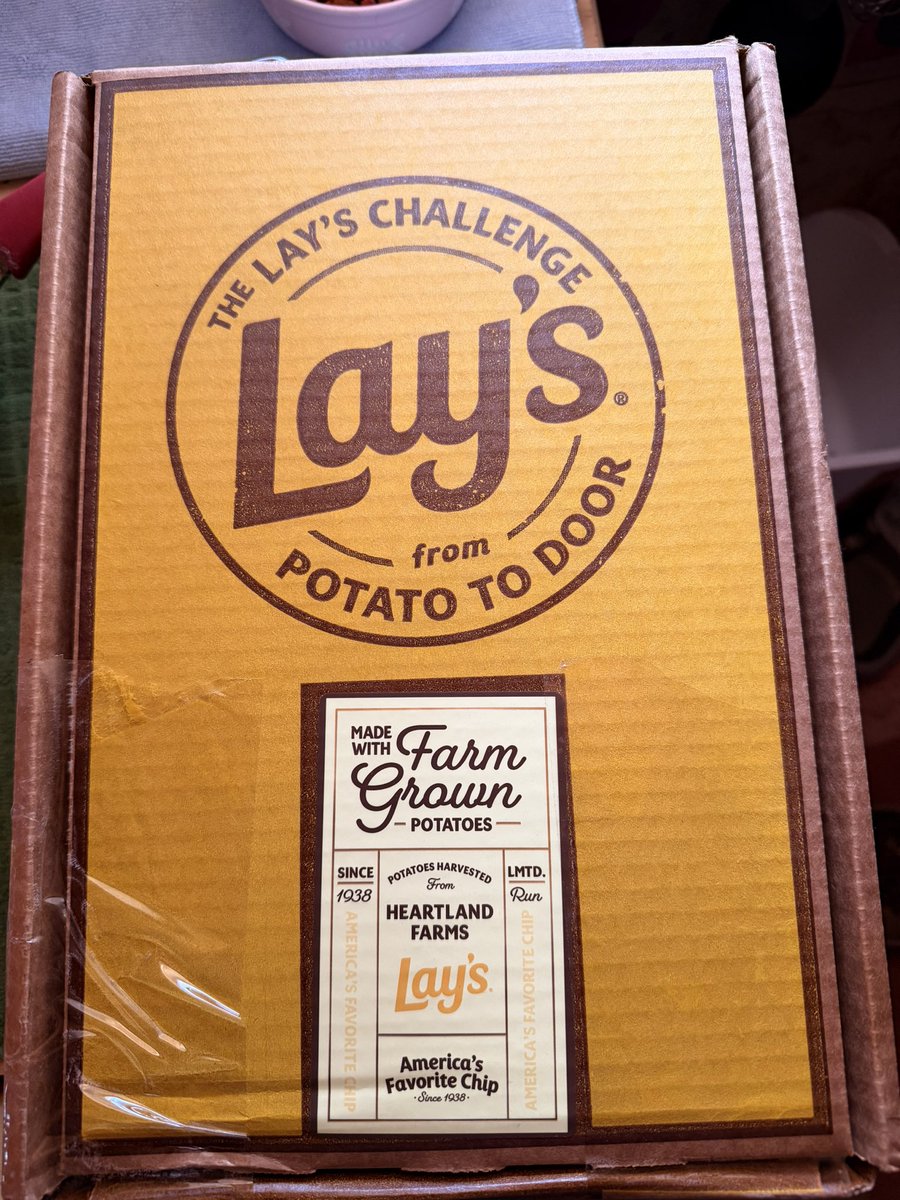 THE LAY'S CHALLENGE
Lay's®
from
POTATO TO DOOR
MADE
WITH Farm
Grown
POTATOES
SINCE
1938
AMERICA'S FAVORITE CHIP
POTATOES HARVESTED
From
HEARTLAND
FARMS
Lay's
LMTD.
Run
AMERICA'S FAVORITE CHIP
America's
Favorite Chip
·Since 1938·